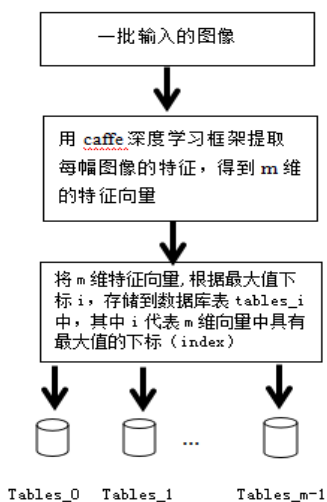 一批输入的图像
用 caffe 深度学习框架提取
每幅图像的特征，得到 m 维
的特征向量
将 m 维特征向量,根据最大值下
标 i，存储到数据库表 tables_i
中，其中 i 代表 m 维向量中具有
最大值的下标（index）
...
Tables_0 Tables_1 Tables_m-1